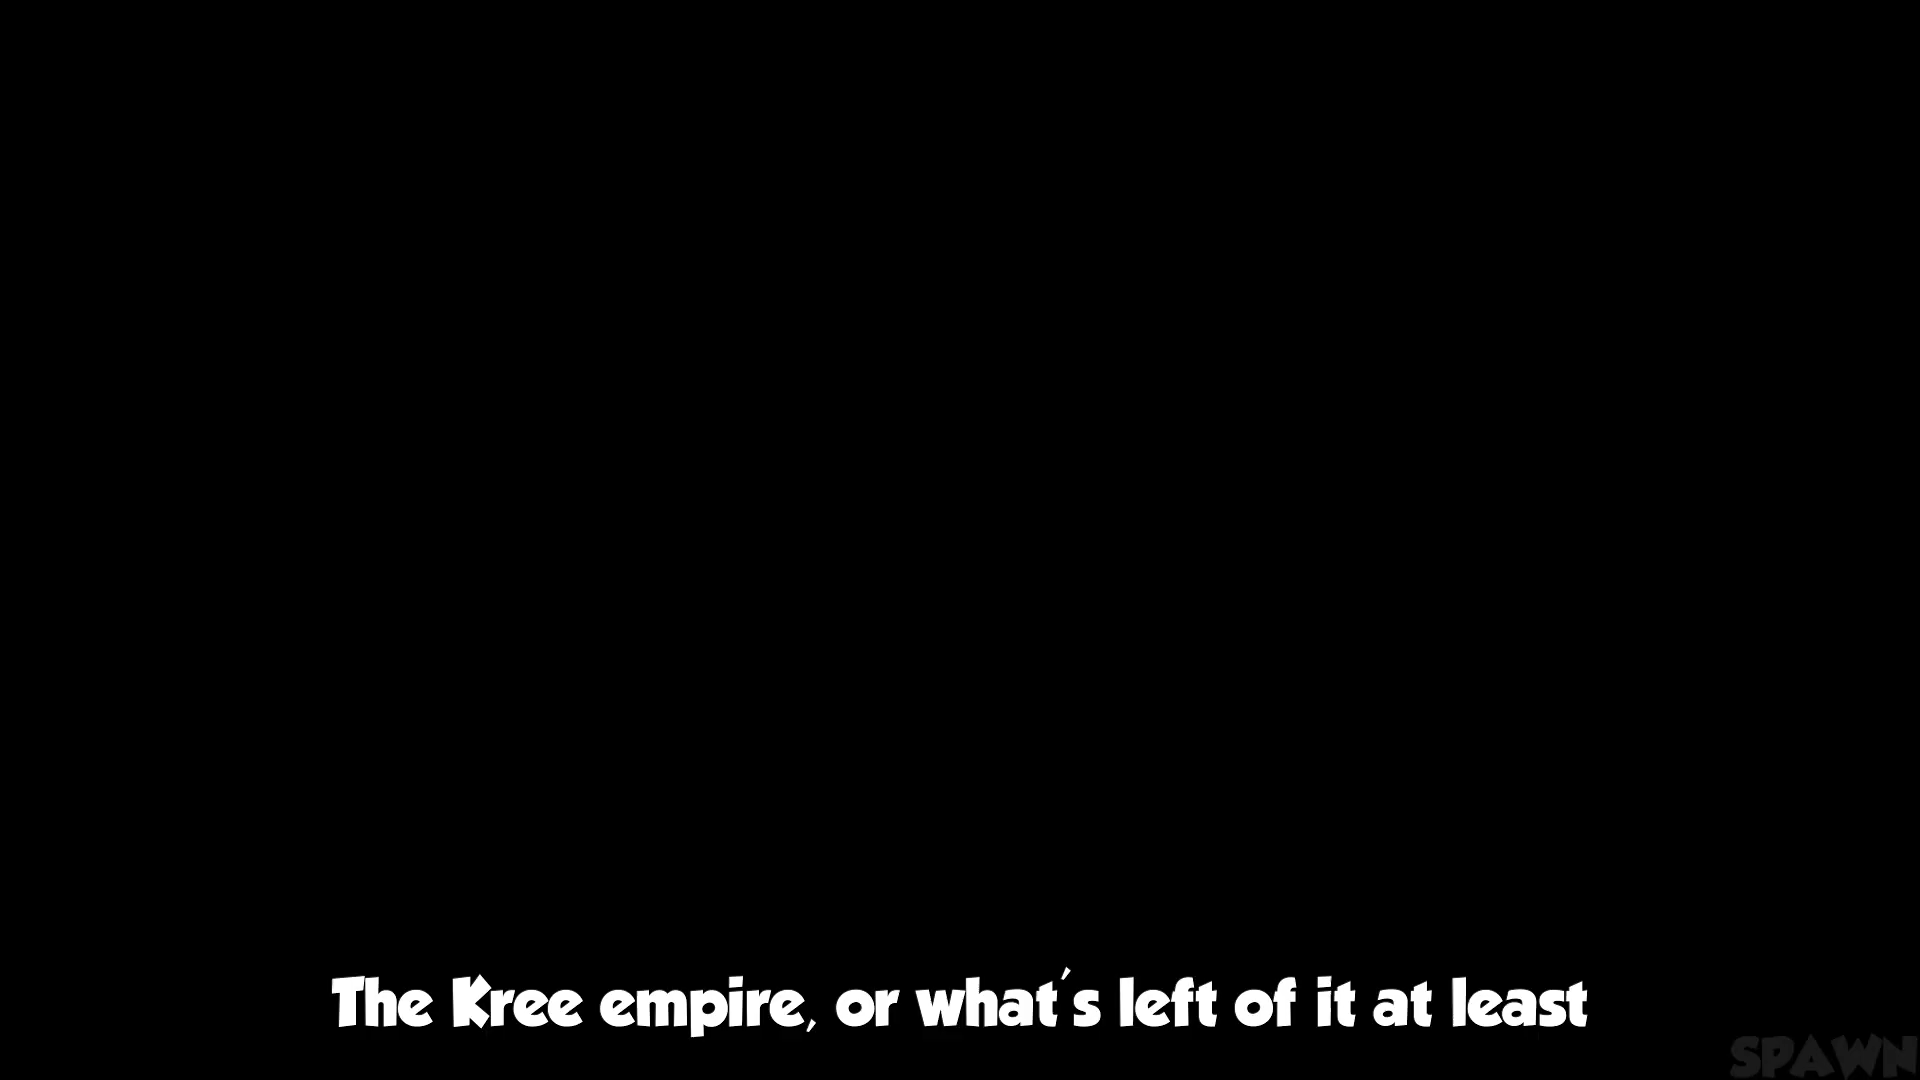 The Kree empire, or what's left of it at least
SPAWN